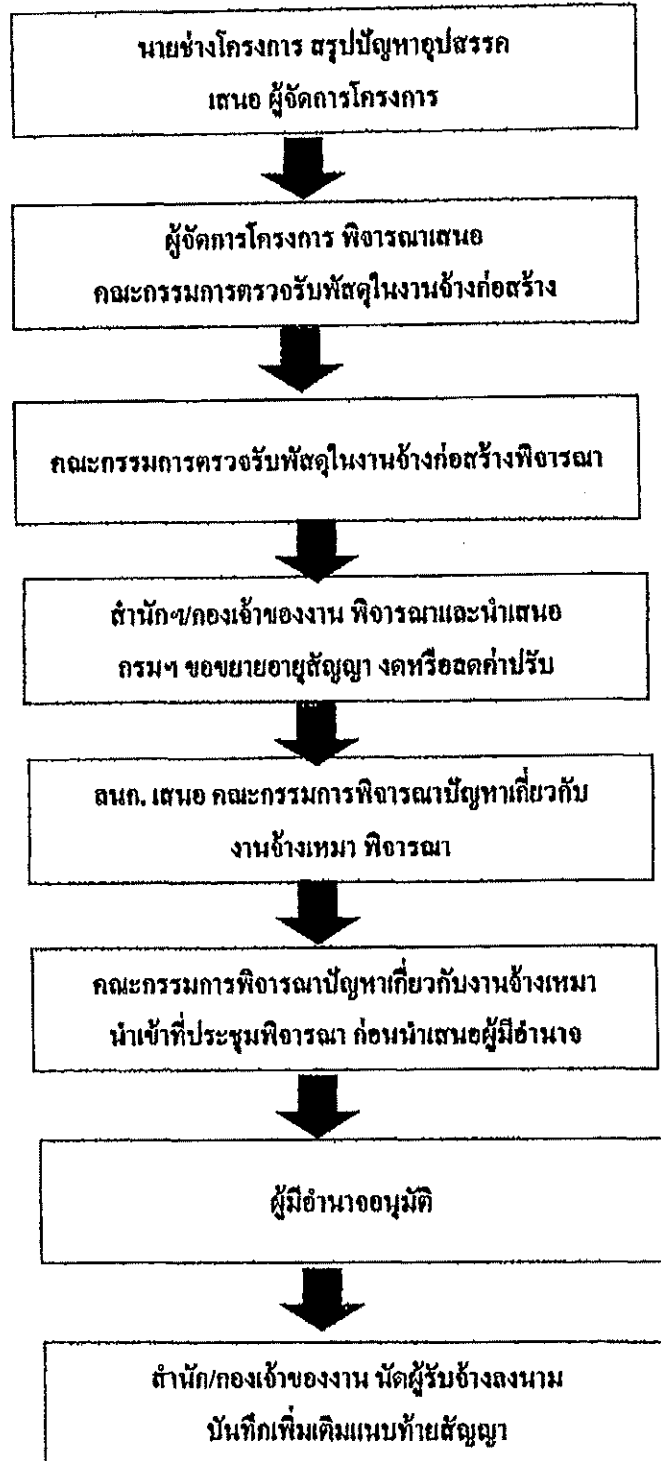 นายช่างโครงการ สรุปปัญหาอุปสรรค
เสนอ ผู้จัดการโครงการ
ผู้จัดการโครงการ พิจารณาเสนอ
คณะกรรมการตรวจรับพัสดุในงานจ้างก่อสร้าง
คณะกรรมการตรวจรับพัสดุในงานจ้างก่อสร้างพิจารณา
สำนักฯ/กองเจ้าของงาน พิจารณาและนำเสนอ
กรมฯ ขอขยายอายุสัญญา งดหรือลดค่าปรับ
ลนก. เสนอ คณะกรรมการพิจารณาปัญหาเกี่ยวกับ
งานจ้างเหมา พิจารณา
คณะกรรมการพิจารณาปัญหาเกี่ยวกับงานจ้างเหมา
นำเข้าที่ประชุมพิจารณา ก่อนนำเสนอผู้มีอำนาจ
ผู้มีอำนาจอนุมัติ
สำนัก/กองเจ้าของงาน นัดผู้รับจ้างลงนาม
บันทึกเพิ่มเติมแนบท้ายสัญญา